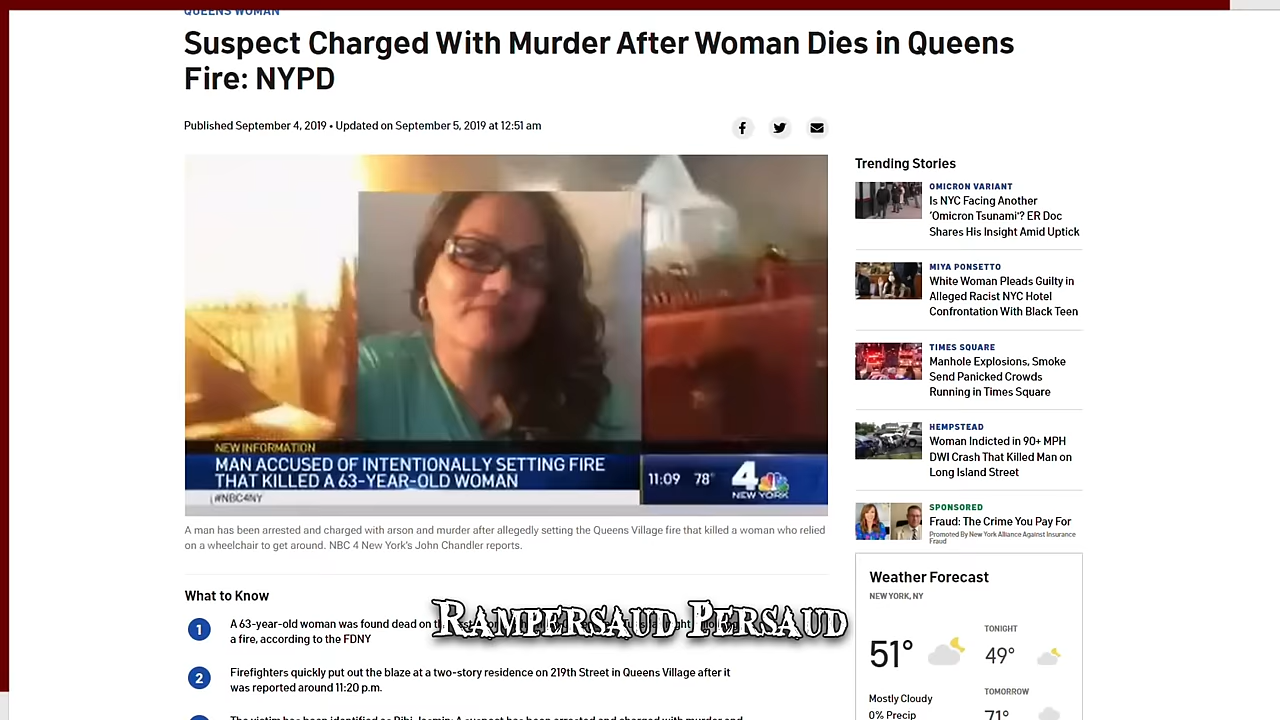 QUEENS WOMAN
Suspect Charged With Murder After Woman Dies in Queens
Fire: NYPD
Published September 4, 2019 • Updated on September 5, 2019 at 12:51 am
NEW INFORMATION
MAN ACCUSED OF INTENTIONALLY SETTING FIRE
THAT KILLED A 63-YEAR-OLD WOMAN
#NBC4NY
11:09 78°
4
NEW YORK
A man has been arrested and charged with arson and murder after allegedly setting the Queens Village fire that killed a woman who relied
on a wheelchair to get around. NBC 4 New York's John Chandler reports.
What to Know
1 A 63-year-old woman was found dead on
a fire, according to the FDNY
Rampersaud Persaud
2 Firefighters quickly put out the blaze at a two-story residence on 219th Street in Queens Village after it
was reported around 11:20 p.m.
Trending Stories
OMICRON VARIANT
Is NYC Facing Another
'Omicron Tsunami'? ER Doc
Shares His Insight Amid Uptick
MIYA PONSETTO
White Woman Pleads Guilty in
Alleged Racist NYC Hotel
Confrontation With Black Teen
TIMES SQUARE
Manhole Explosions, Smoke
Send Panicked Crowds
Running in Times Square
HEMPSTEAD
Woman Indicted in 90+ MPH
DWI Crash That Killed Man on
Long Island Street
SPONSORED
Fraud: The Crime You Pay For
Promoted By New York Alliance Against Insurance
Fraud
Weather Forecast
NEW YORK, NY
51°
TONIGHT
49°
Mostly Cloudy
0% Precip
TOMORROW
71°